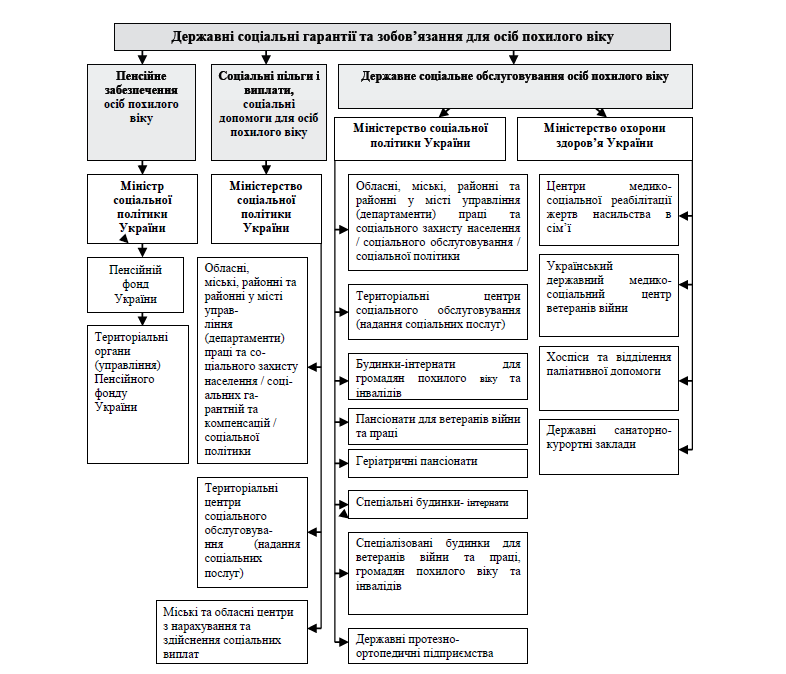 Державні соціальні гарантії та зобов’язання для осіб похилого віку
Пенсійне
забезпечення
осіб похилого
віку
Соціальні пільги і
виплати,
соціальні
допомоги для осіб
похилого віку
Державне соціальне обслуговування осіб похилого віку
Міністерство соціальної
політики України
Міністерство охорони
здоров’я України
Міністр
соціальної
політики
України
Пенсійній
фонд
України
Територіальні
органи
(управління)
Пенсійного
фонду
України
Міністерство
соціальної
політики
України
Обласні,
міські, районні та
районні у місті
управ-
ління
(департаменти)
праці та со-
ціального захисту
населення / соці-
альних га-
рантній та
компенсацій /
соціальної
політики
Територіальні
центри
соціального
обслуговува-
ння (надання
соціальних
послуг)
Міські та обласні центри
з нарахування та
здійснення соціальних
виплат
Обласні, міські, районні та
районні у місті управління
(департаменти) праці та
соціального захисту населення
/ соціального обслуговування /
соціальної політики
Територіальні центри
соціального обслуговування
(надання соціальних послуг)
Будинки-інтернати для
громадян похилого віку та
інвалідів
Пансіонати для ветеранів війни
та праці
Геріатричні пансіонати
Спеціальні будинки- інтернати
Спеціалізовані будинки для
ветеранів війни та праці,
громадян похилого віку та
інвалідів
Державні протезно-
ортопедичні підприємства
Центри медико-
соціальної реабілітації
жертв насильства в
сім’ї
Український
державний медико-
соціальний центр
ветеранів війни
Хоспіси та відділення
паліативної допомоги
Державні санаторно-
курортні заклади